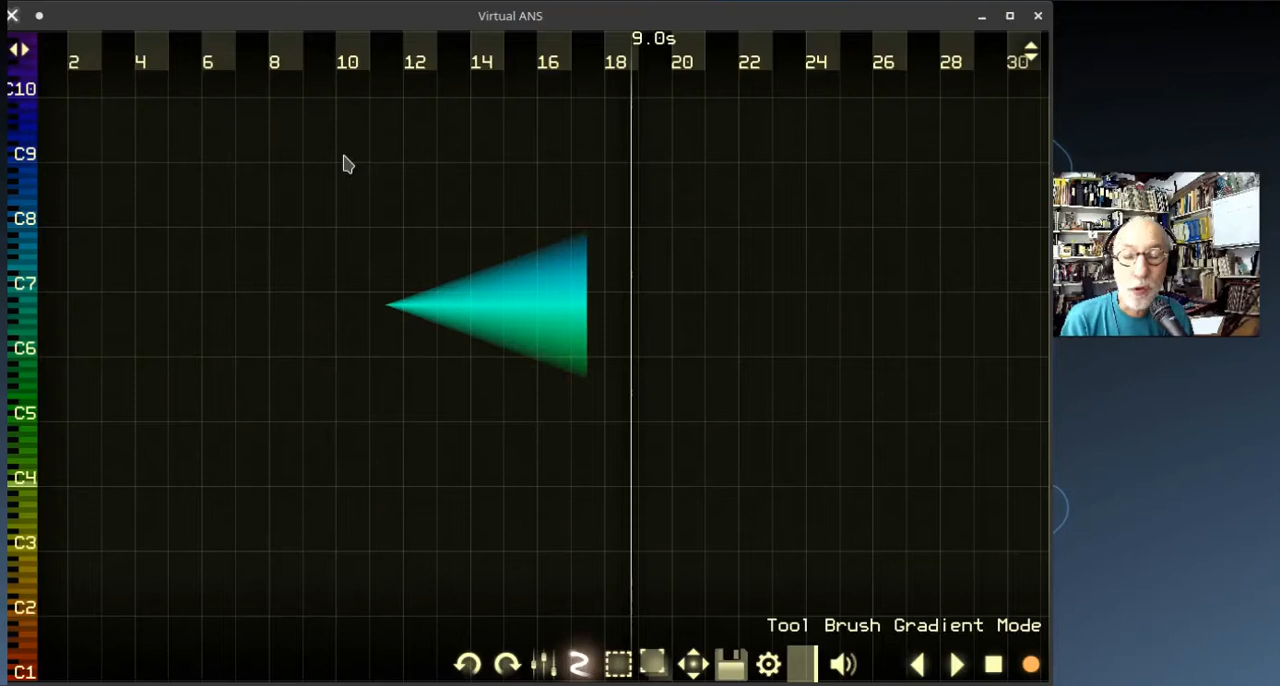 Virtual ANS
9.0s
2 4 6 8 10 12 14 16 18 20 22 24 26 28 30
C10
C9
C8
C7
C6
C5
C4
C3
C2
C1
Tool Brush Gradient Mode